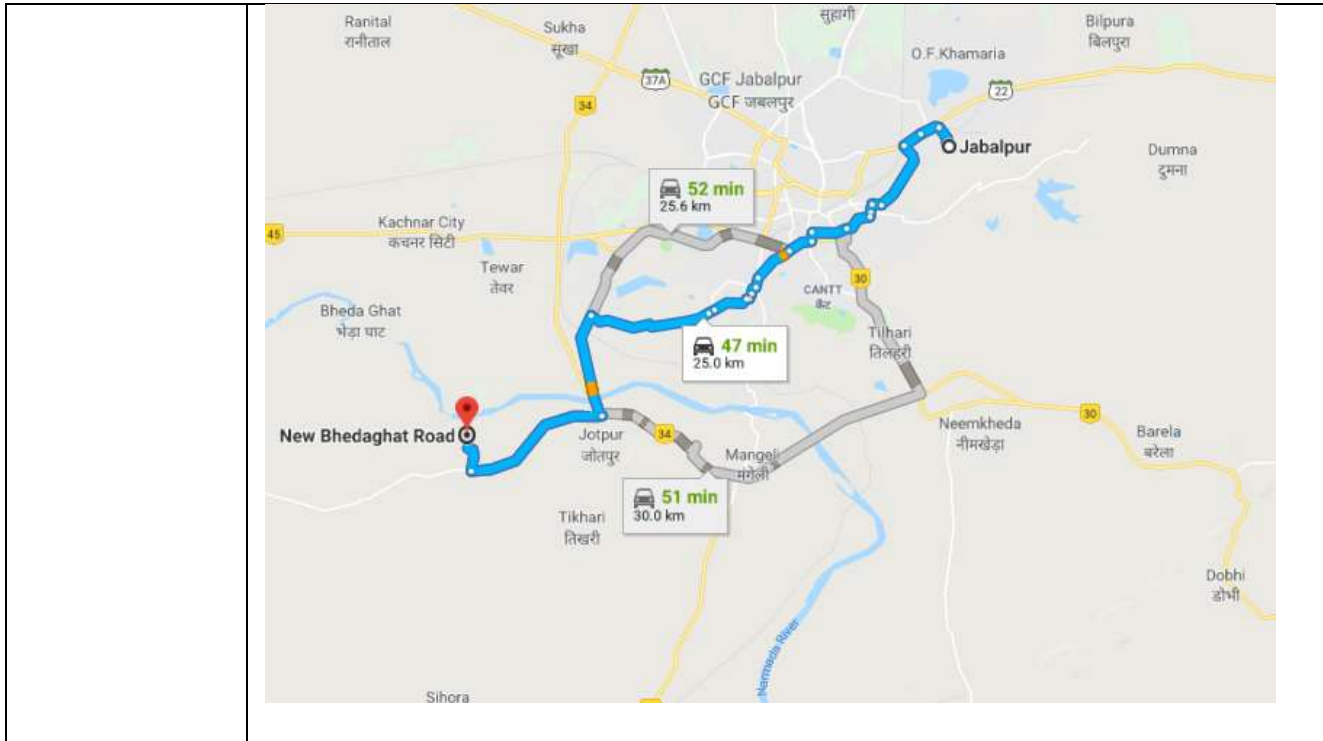 Ranital
रानीताल
Sukha
सूखा
सुहागी
Bilpura
बिलपुरा
O.F.Khamaria
37A
GCF Jabalpur
GCF जबलपुर
22
34
Jabalpur
Dumna
दुमना
52 min
25.6 km
Kachnar City
कचनर सिटी
45
Tewar
तेवर
30
CANTT
कैंट
Bheda Ghat
भेड़ा घाट
Tilhari
तिलहरी
47 min
25.0 km
New Bhedaghat Road
Jotpur
जोतपुर
34
Neemkheda
नीमखेड़ा
30
Barela
बरेला
Mangeli
मंगेली
51 min
30.0 km
Tikhari
तिखरी
Dobhi
डोभी
Narmada River
Sihora